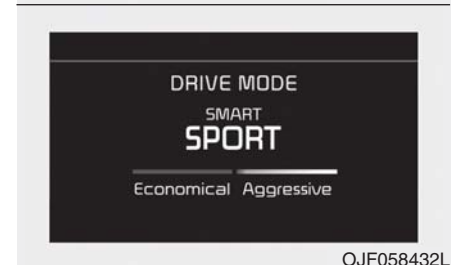 DRIVE MODE
SMART
SPORT
Economical Aggressive
OJF058432L